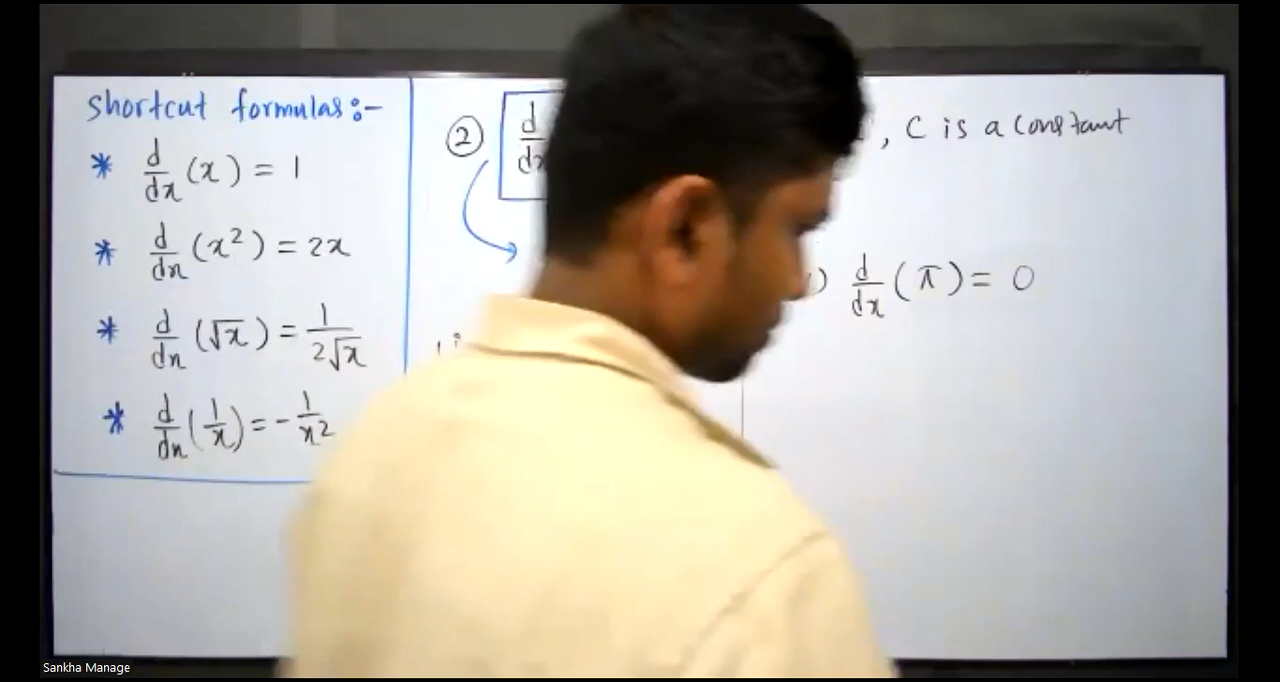 shortcut formulas:-
* d/dx (x) = 1
* d/dx (x²) = 2x
* d/dx (√x) = 1/2√x
* d/dx (1/x) = -1/x²
② d/dx , C is a constant
) d/dx (π) = 0
Sankha Manage